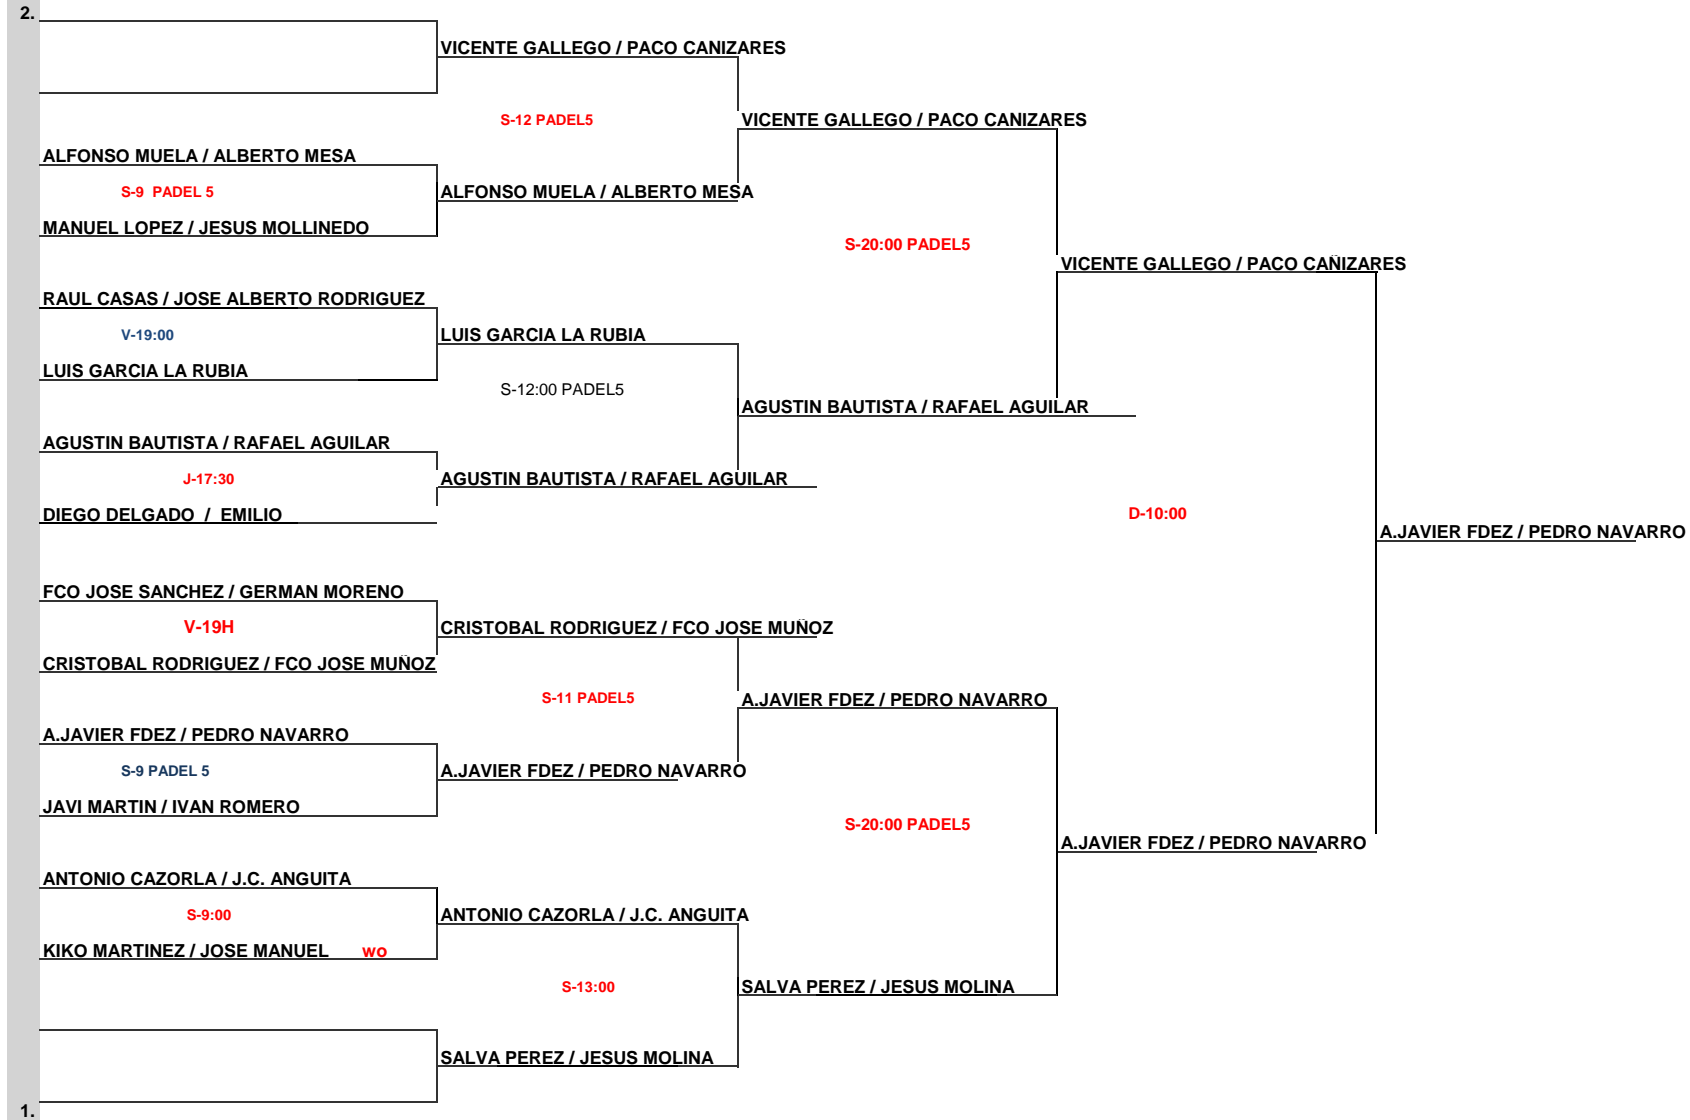 2.
VICENTE GALLEGO / PACO CANIZARES
S-12 PADEL5
VICENTE GALLEGO / PACO CANIZARES
ALFONSO MUELA / ALBERTO MESA
S-9 PADEL 5
ALFONSO MUELA / ALBERTO MESA
MANUEL LOPEZ / JESUS MOLLINEDO
S-20:00 PADEL5
VICENTE GALLEGO / PACO CAÑIZARES
RAUL CASAS / JOSE ALBERTO RODRIGUEZ
V-19:00
LUIS GARCIA LA RUBIA
LUIS GARCIA LA RUBIA
S-12:00 PADEL5
AGUSTIN BAUTISTA / RAFAEL AGUILAR
AGUSTIN BAUTISTA / RAFAEL AGUILAR
J-17:30
AGUSTIN BAUTISTA / RAFAEL AGUILAR
DIEGO DELGADO / EMILIO
D-10:00
A.JAVIER FDEZ / PEDRO NAVARRO
FCO JOSE SANCHEZ / GERMAN MORENO
V-19H
CRISTOBAL RODRIGUEZ / FCO JOSE MUÑOZ
CRISTOBAL RODRIGUEZ / FCO JOSE MUÑOZ
S-11 PADEL5
A.JAVIER FDEZ / PEDRO NAVARRO
A.JAVIER FDEZ / PEDRO NAVARRO
S-9 PADEL 5
A.JAVIER FDEZ / PEDRO NAVARRO
JAVI MARTIN / IVAN ROMERO
S-20:00 PADEL5
A.JAVIER FDEZ / PEDRO NAVARRO
ANTONIO CAZORLA / J.C. ANGUITA
S-9:00
ANTONIO CAZORLA / J.C. ANGUITA
KIKO MARTINEZ / JOSE MANUEL wo
S-13:00
SALVA PEREZ / JESUS MOLINA
SALVA PEREZ / JESUS MOLINA
1.